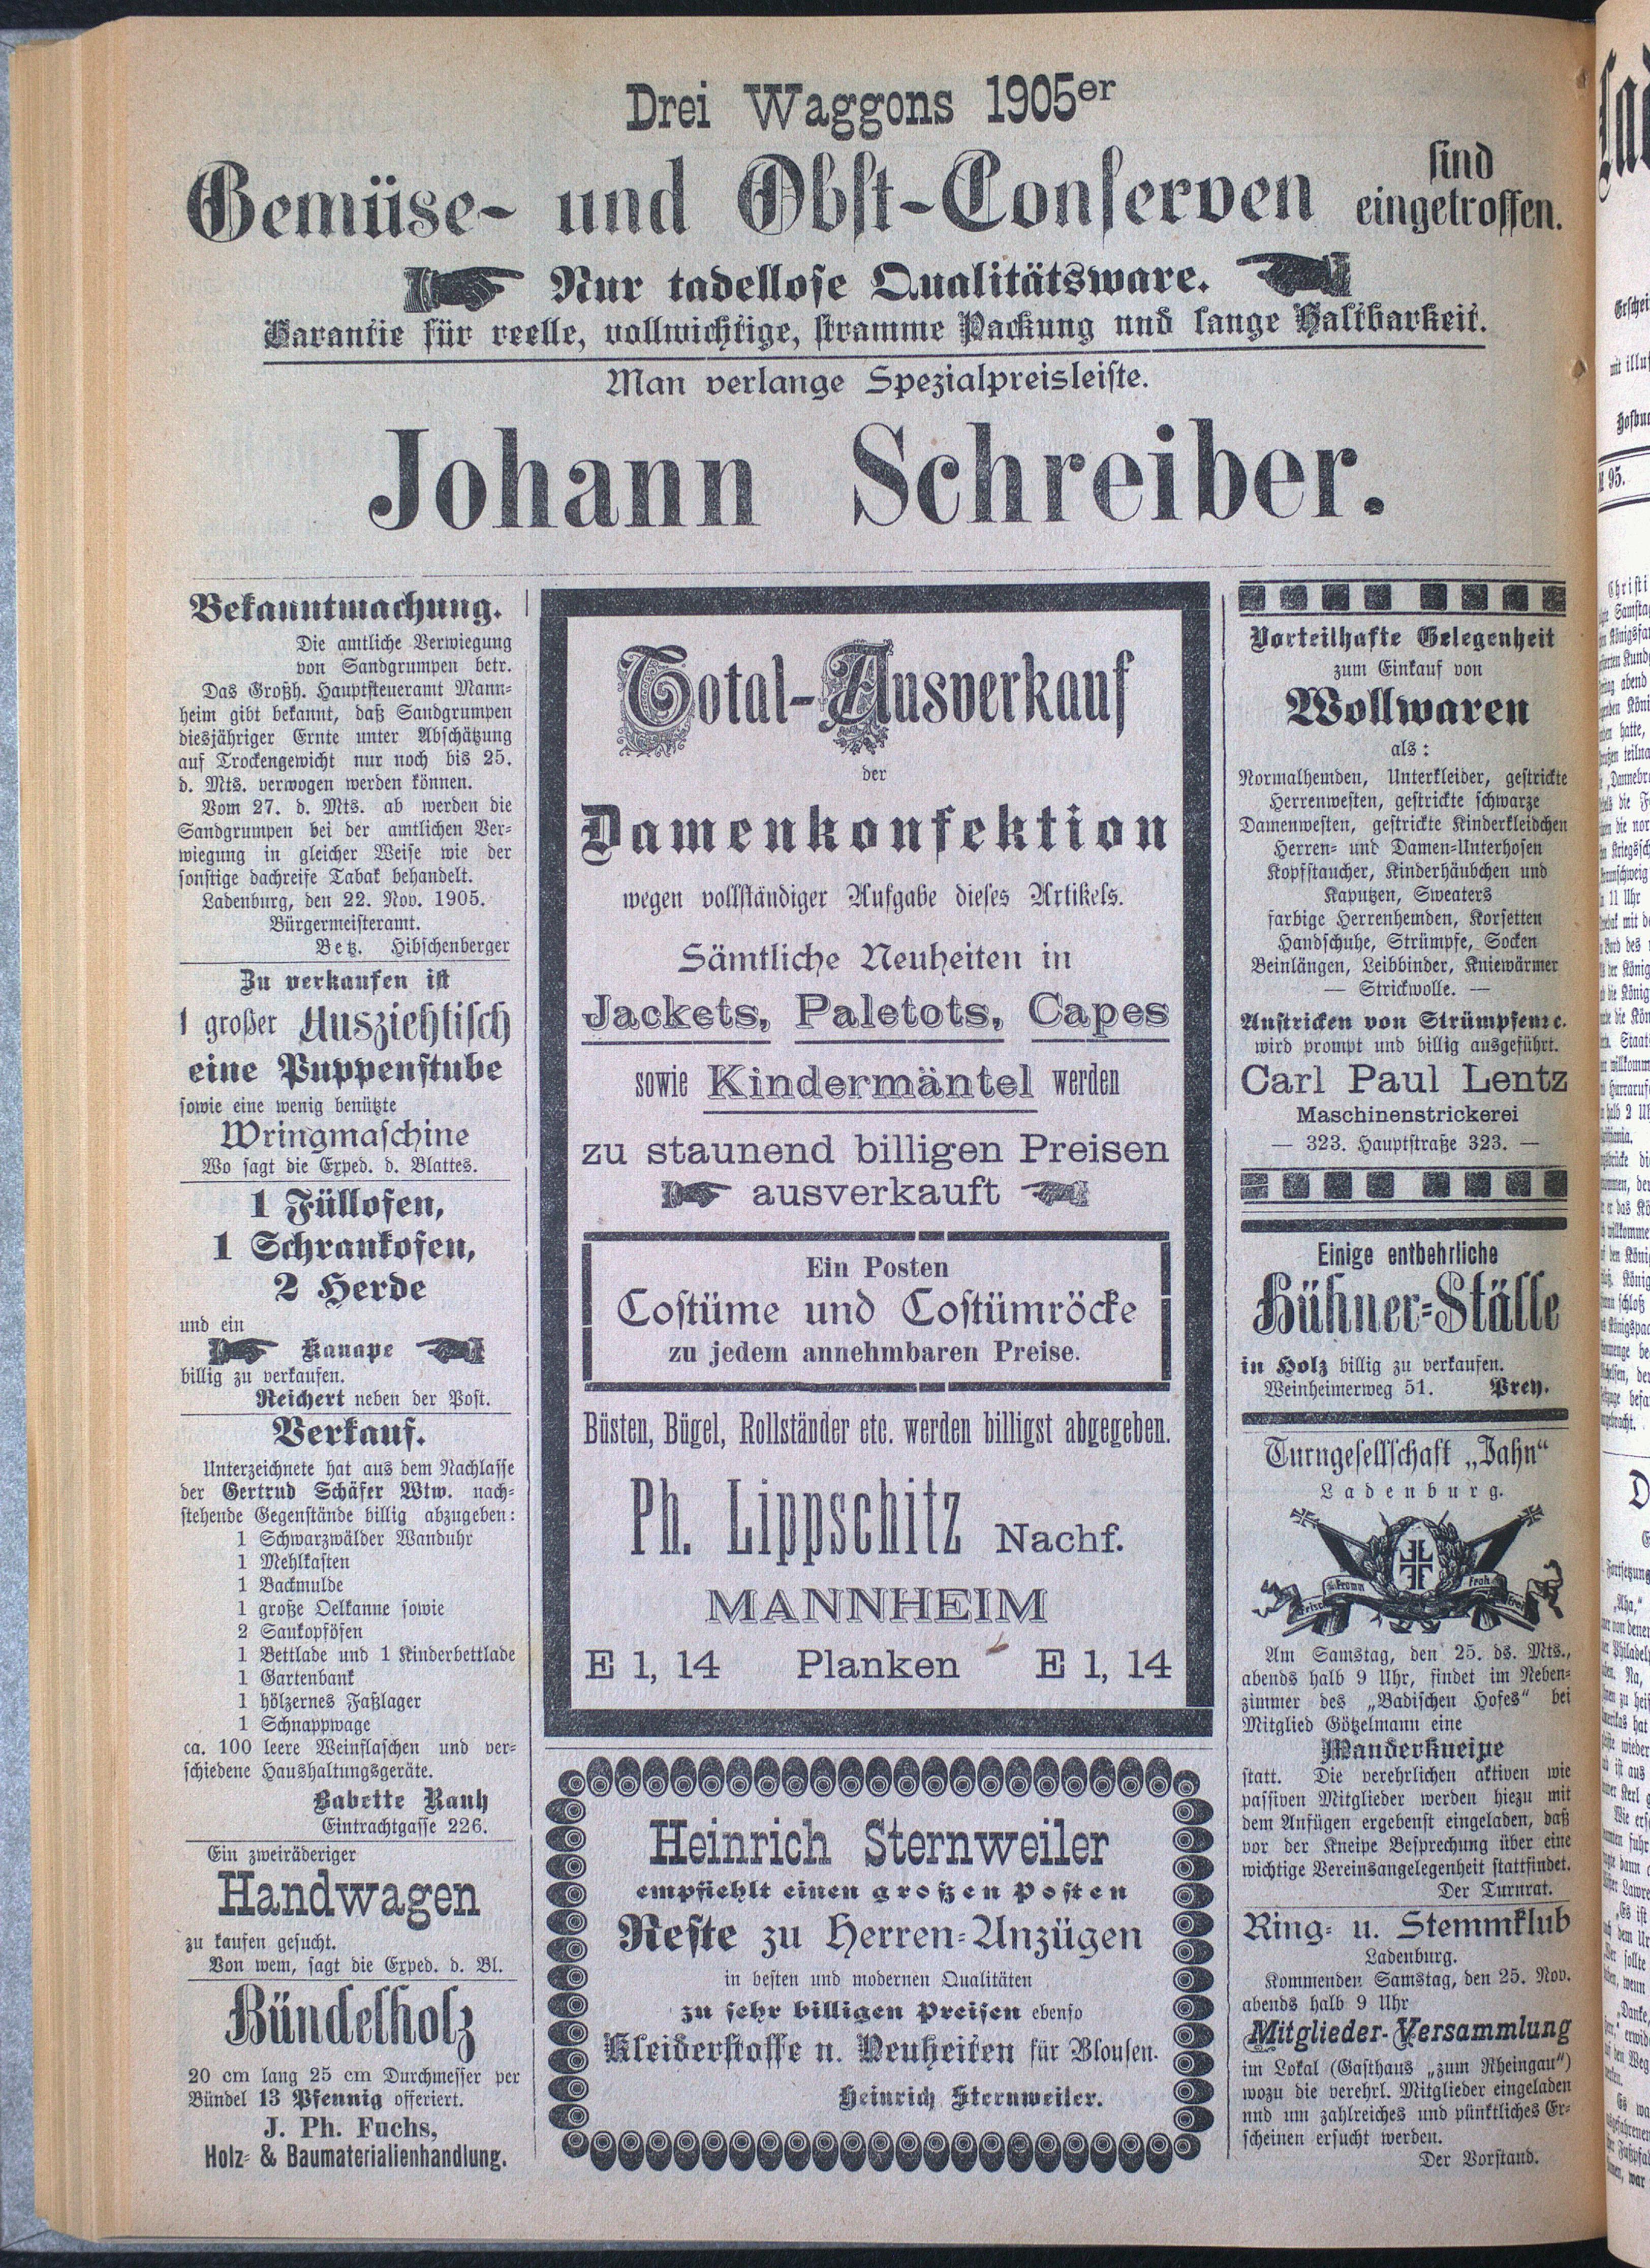 Drei Waggons 1905er
Gemüse- und Obst-Conserven sind
eingetroffen.
Nur tadellose Qualitätsware.
Garantie für reelle, vollwichtige, stramme Packung und lange Haltbarkeit.
Man verlange Spezialpreisleiste.
Johann Schreiber.
Bekanntmachung.
Die amtliche Verwiegung
von Sandgrumpen betr.
Das Großh. Hauptsteueramt Mann-
heim gibt bekannt, daß Sandgrumpen
diesjähriger Ernte unter Abschätzung
auf Trockengewicht nur noch bis 25.
d. Mts. verwogen werden können.
Vom 27. d. Mts. ab werden die
Sandgrumpen bei der amtlichen Ver-
wiegung in gleicher Weise wie der
sonstige dachreife Tabak behandelt.
Ladenburg, den 22. Nov. 1905.
Bürgermeisteramt.
Betz. Hibschenberger
Zu verkaufen ist
1 großer Ausziehtisch
eine Puppenstube
sowie eine wenig benützte
Wringmaschine
Wo sagt die Exped. d. Blattes.
1 Füllofen,
1 Schrankofen,
2 Herde
und ein
Kanape
billig zu verkaufen.
Reichert neben der Post.
Verkauf.
Unterzeichnete hat aus dem Nachlasse
der Gertrud Schäfer Wtw. nach-
stehende Gegenstände billig abzugeben:
1 Schwarzwälder Wanduhr
1 Mehlkasten
1 Backmulde
1 große Oelkanne sowie
2 Saukopföfen
1 Bettlade und 1 Kinderbettlade
1 Gartenbank
1 hölzernes Faßlager
1 Schnappwage
ca. 100 leere Weinflaschen und ver-
schiedene Haushaltungsgeräte.
Babette Rauh
Eintrachtgasse 226.
Ein zweiräderiger
Handwagen
zu kaufen gesucht.
Von wem, sagt die Exped. d. Bl.
Bündelholz
20 cm lang 25 cm Durchmesser per
Bündel 13 Pfennig offeriert.
J. Ph. Fuchs,
Holz- & Baumaterialienhandlung.
Total-Ausverkauf
der
Damenkonfektion
wegen vollständiger Aufgabe dieses Artikels.
Sämtliche Neuheiten in
Jackets, Paletots, Capes
sowie Kindermäntel werden
zu staunend billigen Preisen
ausverkauft
Ein Posten
Costüme und Costümröcke
zu jedem annehmbaren Preise.
Büsten, Bügel, Rollständer etc. werden billigst abgegeben.
Ph. Lippschitz Nachf.
MANNHEIM
E 1, 14 Planken E 1, 14
Heinrich Sternweiler
empfiehlt einen großen Posten
Reste zu Herren-Anzügen
in besten und modernen Qualitäten
zu sehr billigen Preisen ebenso
Kleiderstoffe u. Neuheiten für Blousen.
Heinrich Sternweiler.
Vorteilhafte Gelegenheit
zum Einkauf von
Wollwaren
als:
Normalhemden, Unterkleider, gestrickte
Herrenwesten, gestrickte schwarze
Damenwesten, gestrickte Kinderkleidchen
Herren- und Damen-Unterhosen
Kopfstaucher, Kinderhäubchen und
Kaputzen, Sweaters
farbige Herrenhemden, Korsetten
Handschuhe, Strümpfe, Socken
Beinlängen, Leibbinder, Kniewärmer
— Strickwolle. —
Anstricken von Strümpfen ꝛc.
wird prompt und billig ausgeführt.
Carl Paul Lentz
Maschinenstrickerei
— 323. Hauptstraße 323. —
Einige entbehrliche
Hühner-Ställe
in Holz billig zu verkaufen.
Weinheimerweg 51. Prey.
Turngesellschaft „Jahn“
Ladenburg.
Frisch Fromm Froh Frei
Am Samstag, den 25. ds. Mts.,
abends halb 9 Uhr, findet im Neben-
zimmer des „Badischen Hofes“ bei
Mitglied Götzelmann eine
Wanderkneipe
statt. Die verehrlichen aktiven wie
passiven Mitglieder werden hiezu mit
dem Anfügen ergebenst eingeladen, daß
vor der Kneipe Besprechung über eine
wichtige Vereinsangelegenheit stattfindet.
Der Turnrat.
Ring- u. Stemmklub
Ladenburg.
Kommenden Samstag, den 25. Nov.
abends halb 9 Uhr
Mitglieder-Versammlung
im Lokal (Gasthaus „zum Rheingau“)
wozu die verehrl. Mitglieder eingeladen
und um zahlreiches und pünktliches Er-
scheinen ersucht werden.
Der Vorstand.